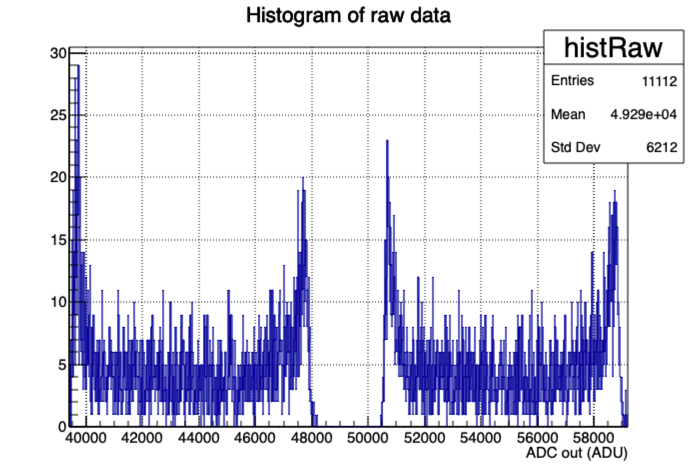 Histogram of raw data
histRaw
Entries 11112
Mean 4.929e+04
Std Dev 6212
30
25
20
15
10
5
0
40000 42000 44000 46000 48000 50000 52000 54000 56000 58000
ADC out (ADU)